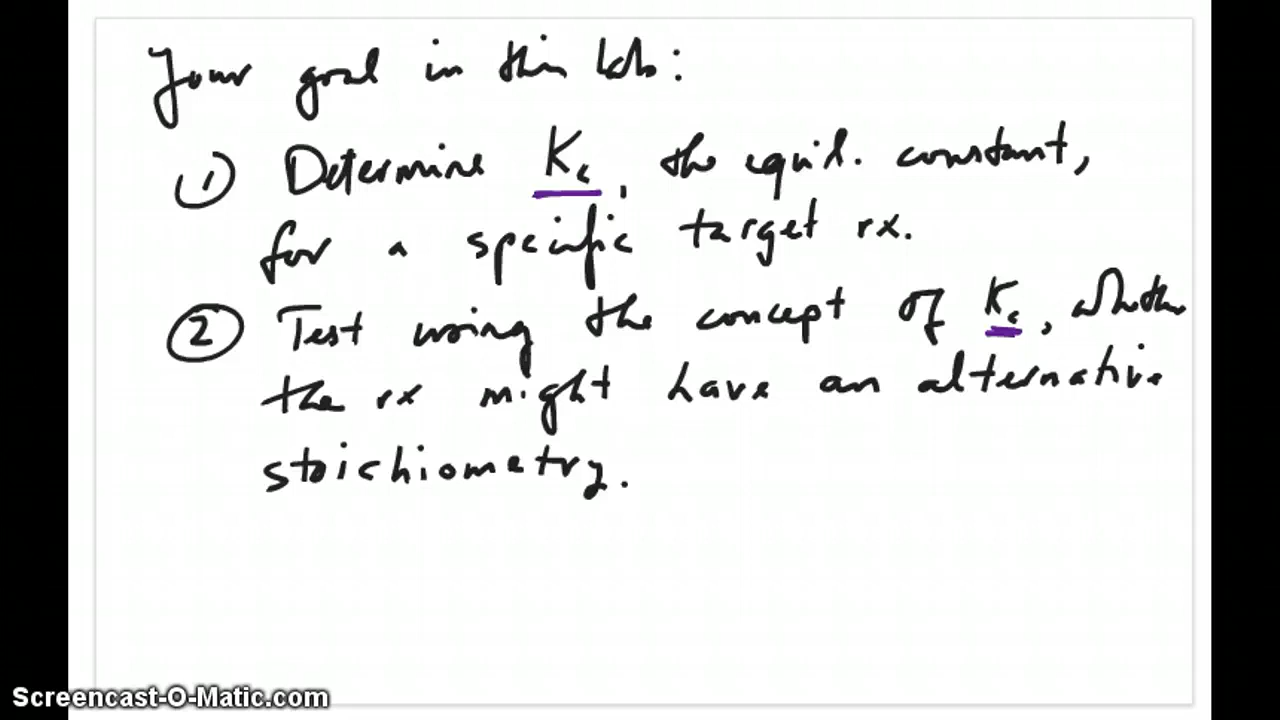 Your goal in this lab:
① Determine Kc, the equil. constant,
for a specific target rx.
② Test using the concept of Kc, whether
the rx might have an alternative
stoichiometry.
Screencast-O-Matic.com